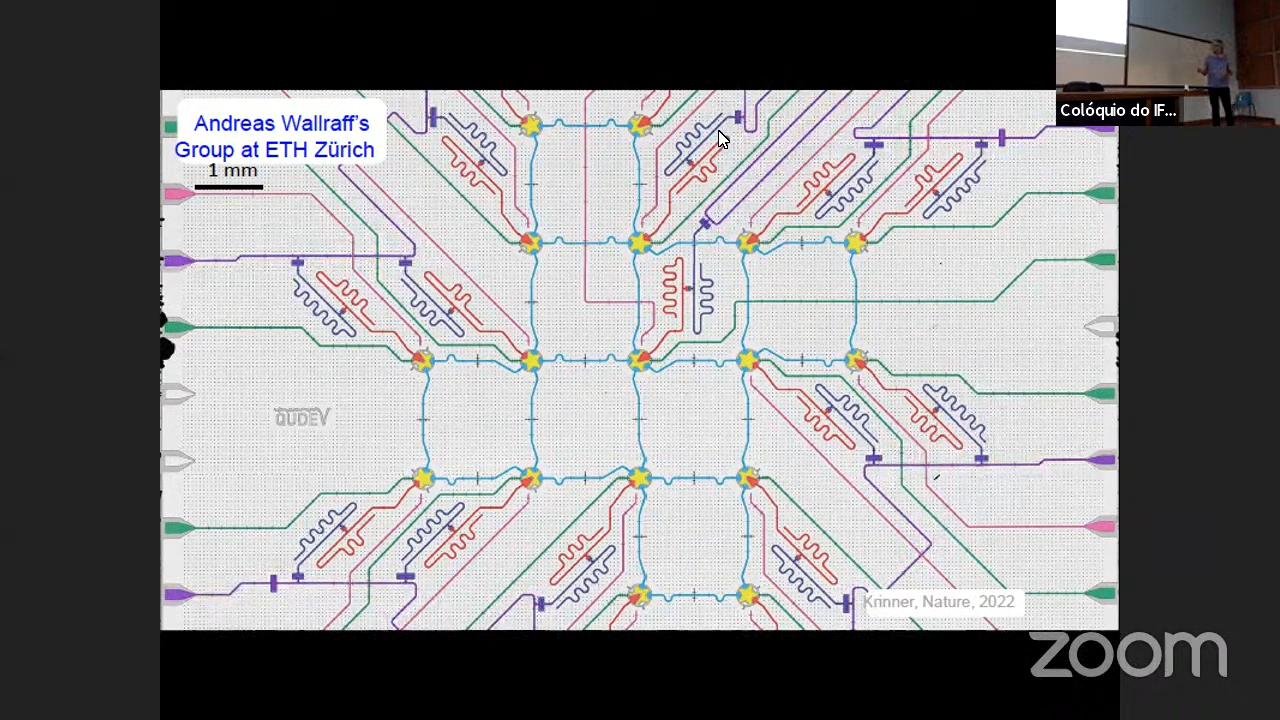 Andreas Wallraff's
Group at ETH Zürich
1 mm
Colóquio do IF...
QUDEV
Krinner, Nature, 2022
zoom